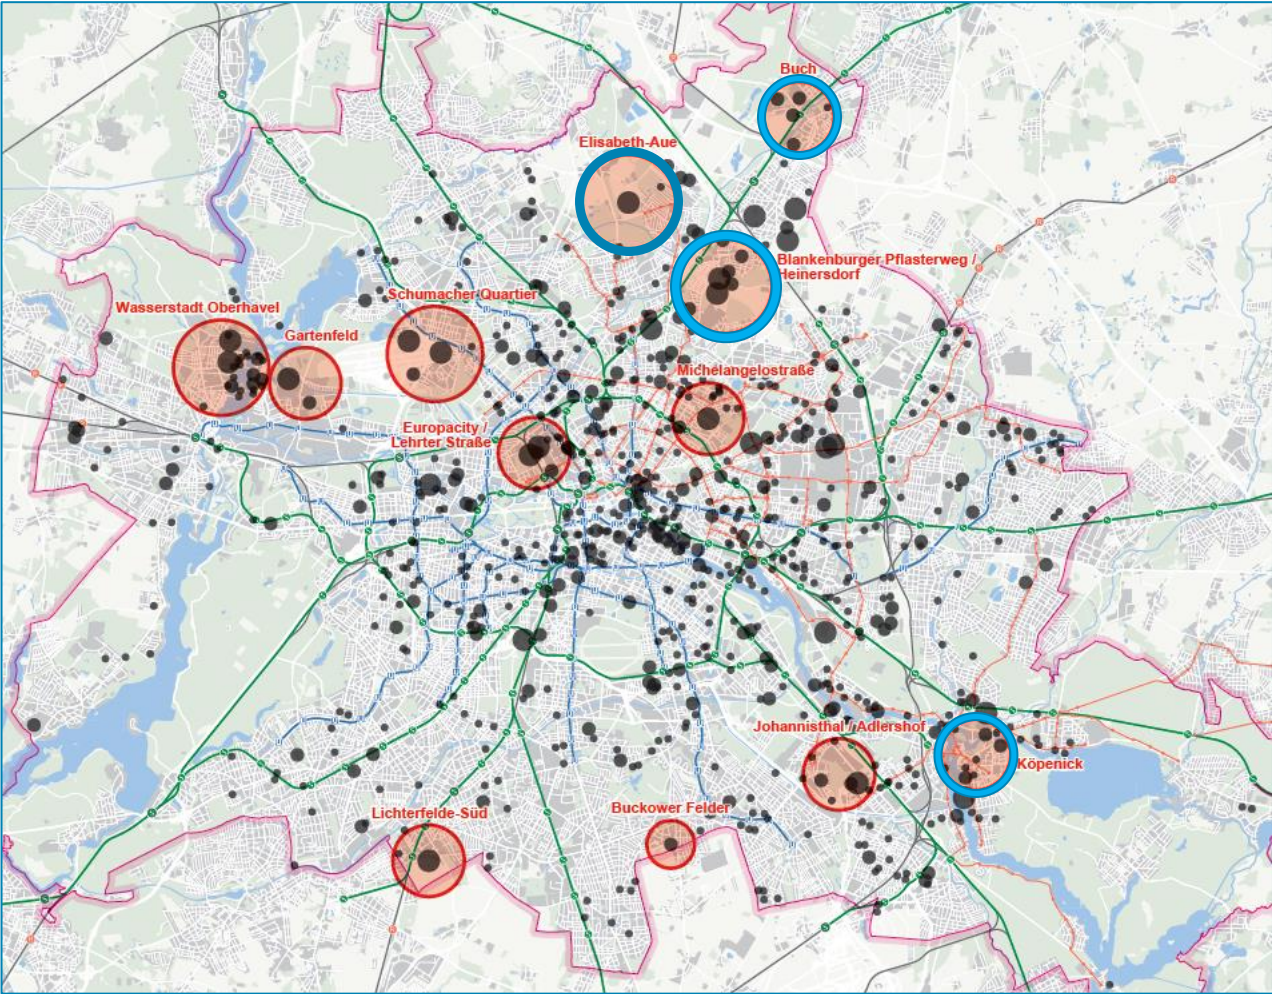 Buch
Elisabeth-Aue
Blankenburger Pflasterweg /
Heinersdorf
Schumacher Quartier
Wasserstadt Oberhavel
Gartenfeld
Michelangelostraße
Europacity /
Lehrter Straße
Johannisthal / Adlershof
Köpenick
Buckower Felder
Lichterfelde-Süd